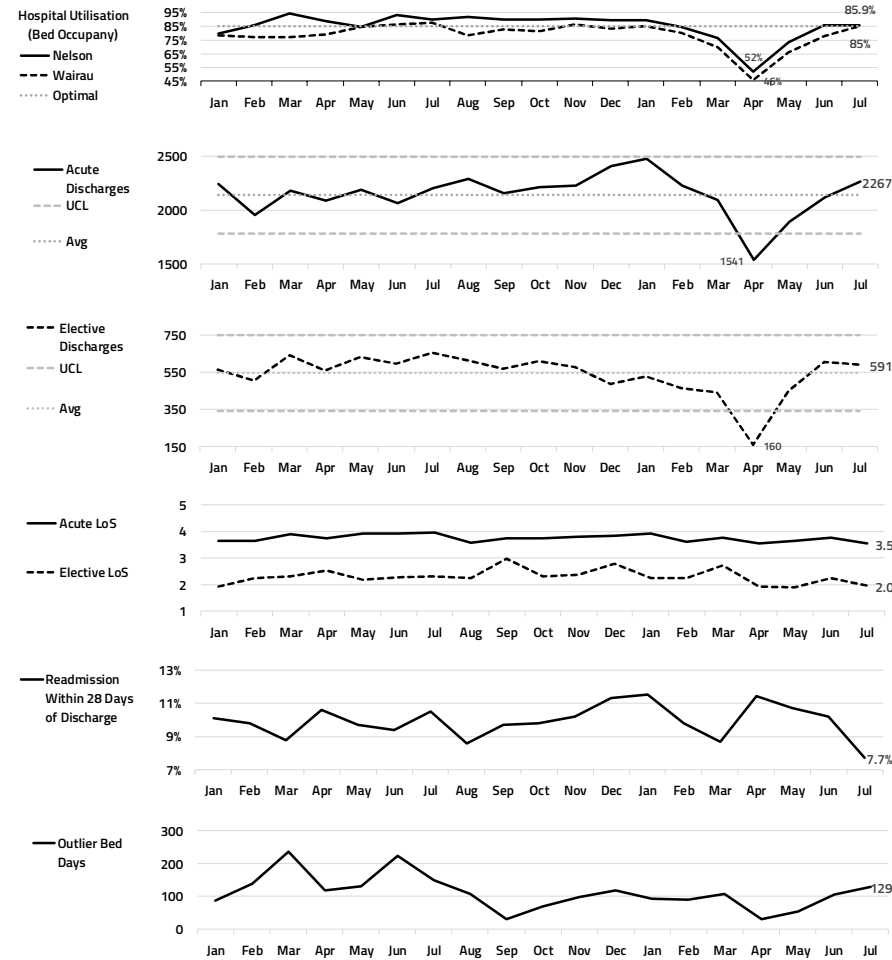 Hospital Utilisation
(Bed Occupany)
Nelson
Wairau
Optimal
95%
85%
75%
65%
55%
45%
85.9%
85%
52%
46%
Jan Feb Mar Apr May Jun Jul Aug Sep Oct Nov Dec Jan Feb Mar Apr May Jun Jul
Acute
Discharges
UCL
Avg
2500
2000
1500
2267
1541
Jan Feb Mar Apr May Jun Jul Aug Sep Oct Nov Dec Jan Feb Mar Apr May Jun Jul
Elective
Discharges
UCL
Avg
750
550
350
150
591
160
Jan Feb Mar Apr May Jun Jul Aug Sep Oct Nov Dec Jan Feb Mar Apr May Jun Jul
Acute LoS
Elective LoS
5
4
3
2
1
3.5
2.0
Jan Feb Mar Apr May Jun Jul Aug Sep Oct Nov Dec Jan Feb Mar Apr May Jun Jul
Readmission
Within 28 Days
of Discharge
13%
11%
9%
7%
7.7%
Jan Feb Mar Apr May Jun Jul Aug Sep Oct Nov Dec Jan Feb Mar Apr May Jun Jul
Outlier Bed
Days
300
200
100
0
129
Jan Feb Mar Apr May Jun Jul Aug Sep Oct Nov Dec Jan Feb Mar Apr May Jun Jul